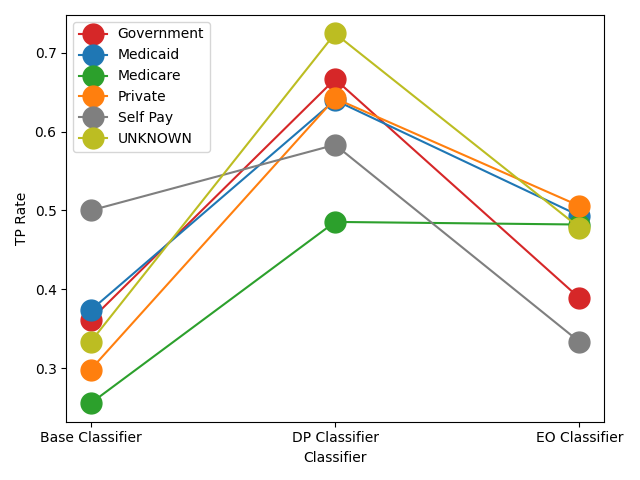 Government
Medicaid
Medicare
Private
Self Pay
UNKNOWN
0.7
0.6
0.5
0.4
0.3
TP Rate
Base Classifier
DP Classifier
EO Classifier
Classifier